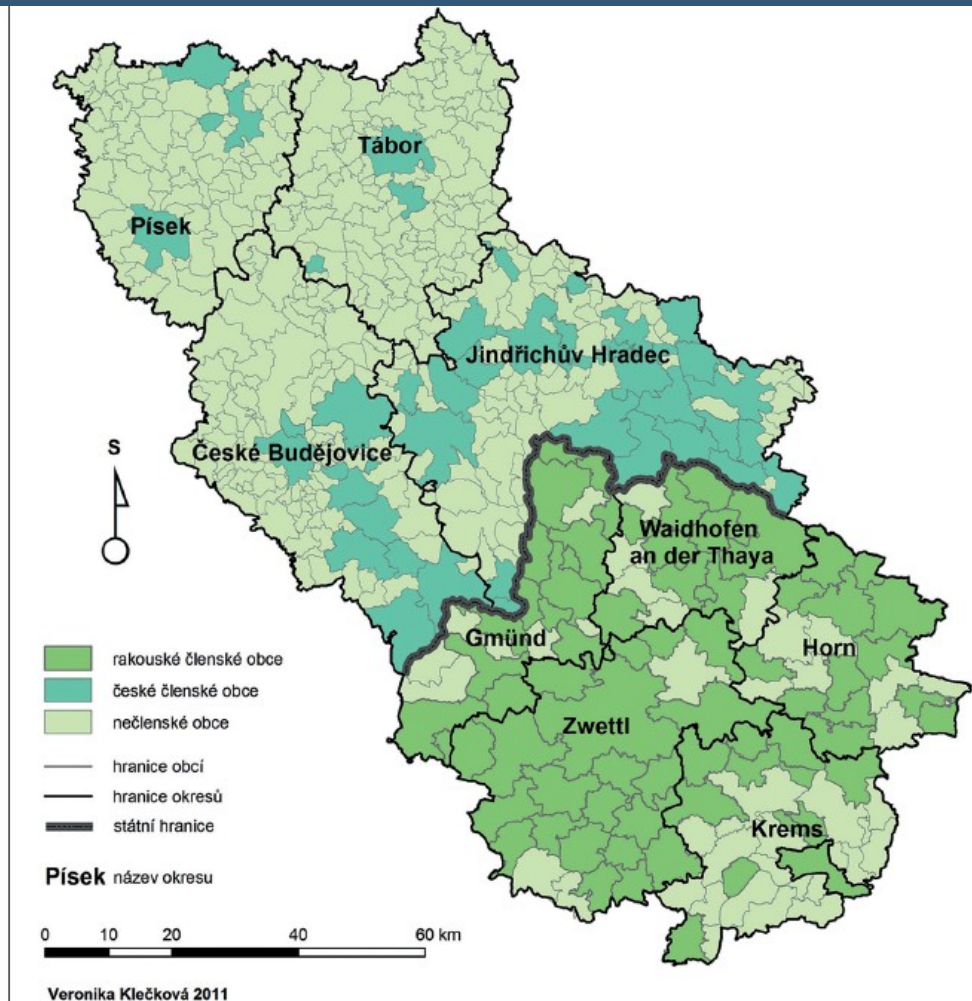 Tábor
Písek
Jindřichův Hradec
České Budějovice
S
Waidhofen
an der Thaya
Gmünd
Horn
Zwettl
Krems
rakouské členské obce
české členské obce
nečlenské obce
hranice obcí
hranice okresů
státní hranice
Písek název okresu
0 10 20 40 60 km
Veronika Klečková 2011